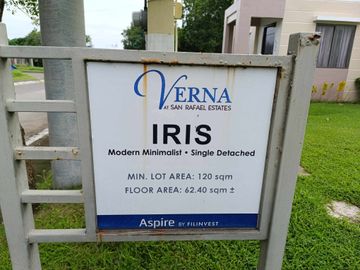 VERNA
AT SAN RAFAEL ESTATES
IRIS
Modern Minimalist • Single Detached
MIN. LOT AREA: 120 sqm
FLOOR AREA: 62.40 sqm ±
Aspire BY FILINVEST